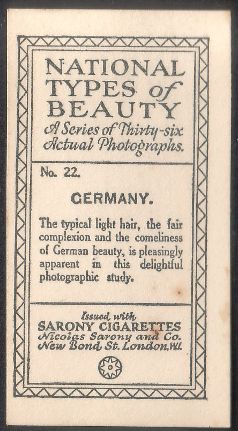 NATIONAL
TYPES of
BEAUTY
A Series of Thirty-six
Actual Photographs.
No. 22.
GERMANY.
The typical light hair, the fair
complexion and the comeliness
of German beauty, is pleasingly
apparent in this delightful
photographic study.
Issued with
SARONY CIGARETTES
Nicolas Sarony and Co.
New Bond St. London, W.1.